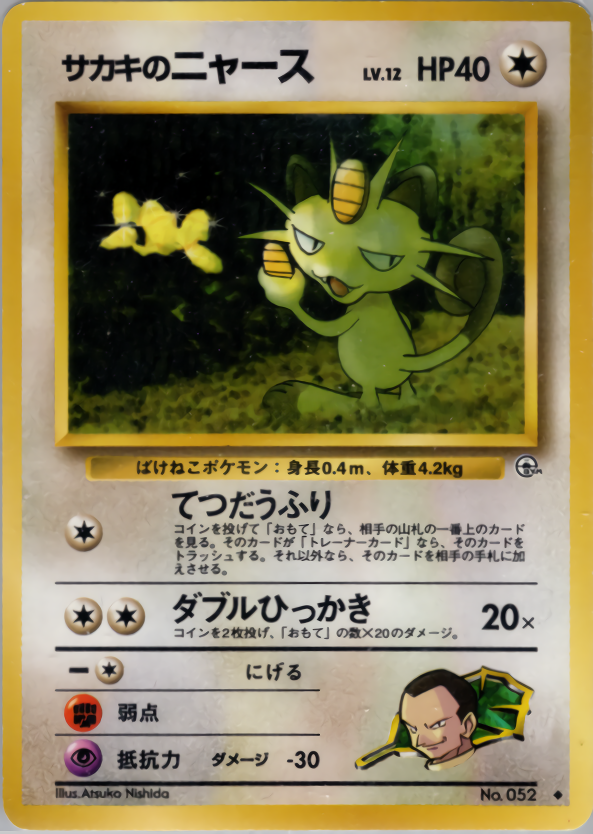 サカキのニャース LV.12 HP40
ばけねこポケモン：身長0.4m、体重4.2kg
GYM
てつだうふり
コインを投げて「おもて」なら、相手の山札の一番上のカード
を見る。そのカードが「トレーナーカード」なら、そのカードを
トラッシュする。それ以外なら、そのカードを相手の手札に加
えさせる。
ダブルひっかき 20×
コインを2枚投げ、「おもて」の数×20のダメージ。
にげる
弱点
抵抗力 ダメージ -30
Illus.Atsuko Nishida No. 052